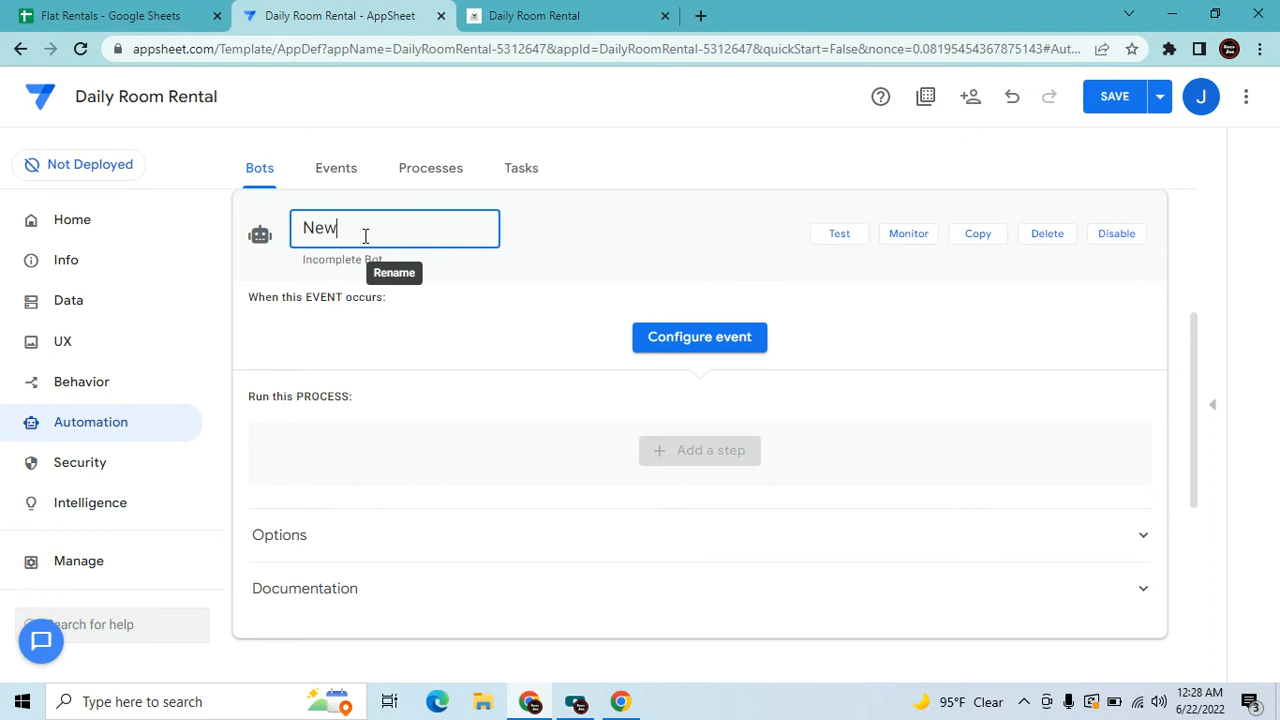 Flat Rentals - Google Sheets
Daily Room Rental - AppSheet
Daily Room Rental
appsheet.com/Template/AppDef?appName=DailyRoomRental-5312647&appId=DailyRoomRental-5312647&quickStart=False&nonce=0.08195454367875143#Aut...
Daily Room Rental
SAVE
J
Not Deployed
Bots
Events
Processes
Tasks
Home
Info
Data
UX
Behavior
Automation
Security
Intelligence
Manage
Search for help
New
Incomplete Bot
Rename
Test
Monitor
Copy
Delete
Disable
When this EVENT occurs:
Configure event
Run this PROCESS:
Add a step
Options
Documentation
Type here to search
95°F Clear
12:28 AM
6/22/2022
3